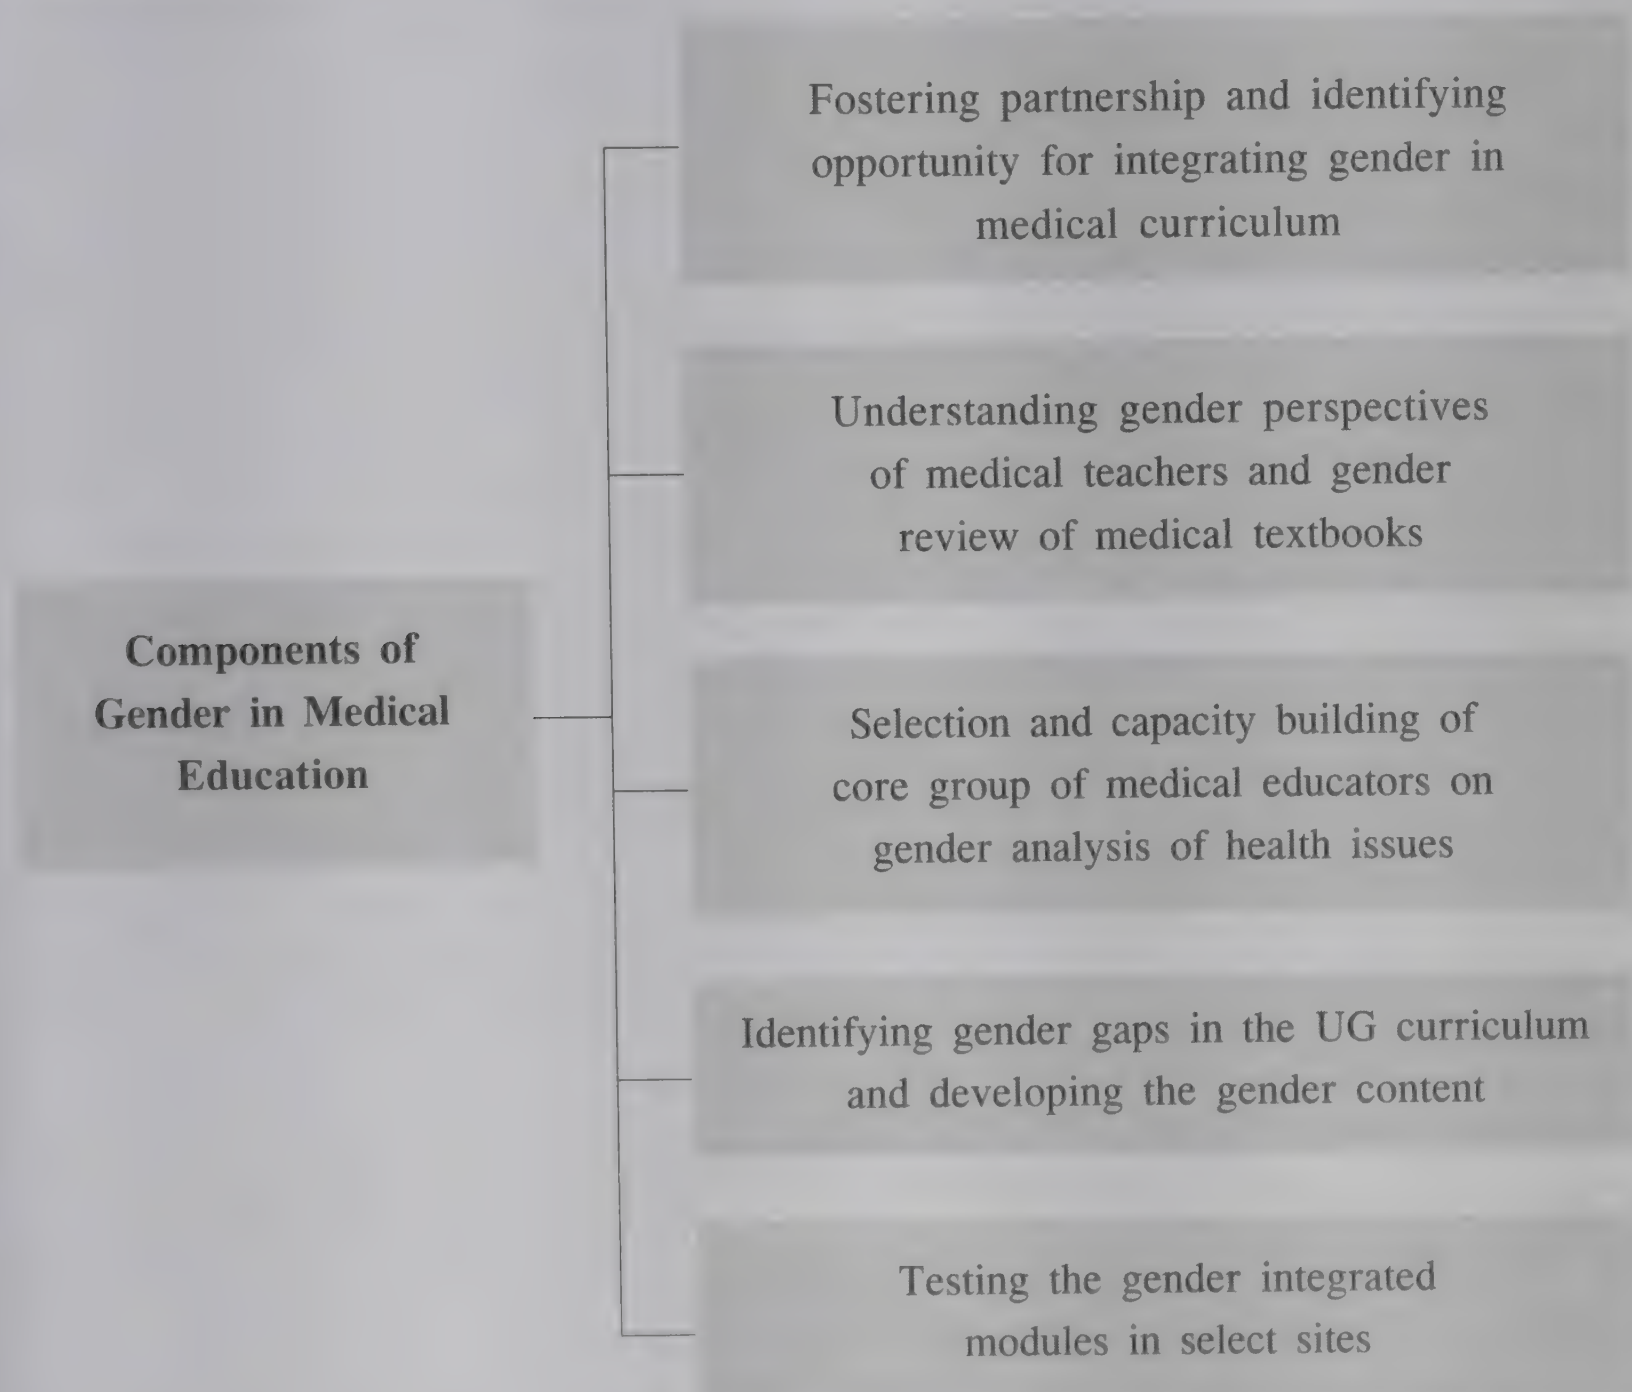 Fostering partnership and identifying
opportunity for integrating gender in
medical curriculum
Understanding gender perspectives
of medical teachers and gender
review of medical textbooks
Components of
Gender in Medical
Education
Selection and capacity building of
core group of medical educators on
gender analysis of health issues
Identifying gender gaps in the UG curriculum
and developing the gender content
Testing the gender integrated
modules in select sites